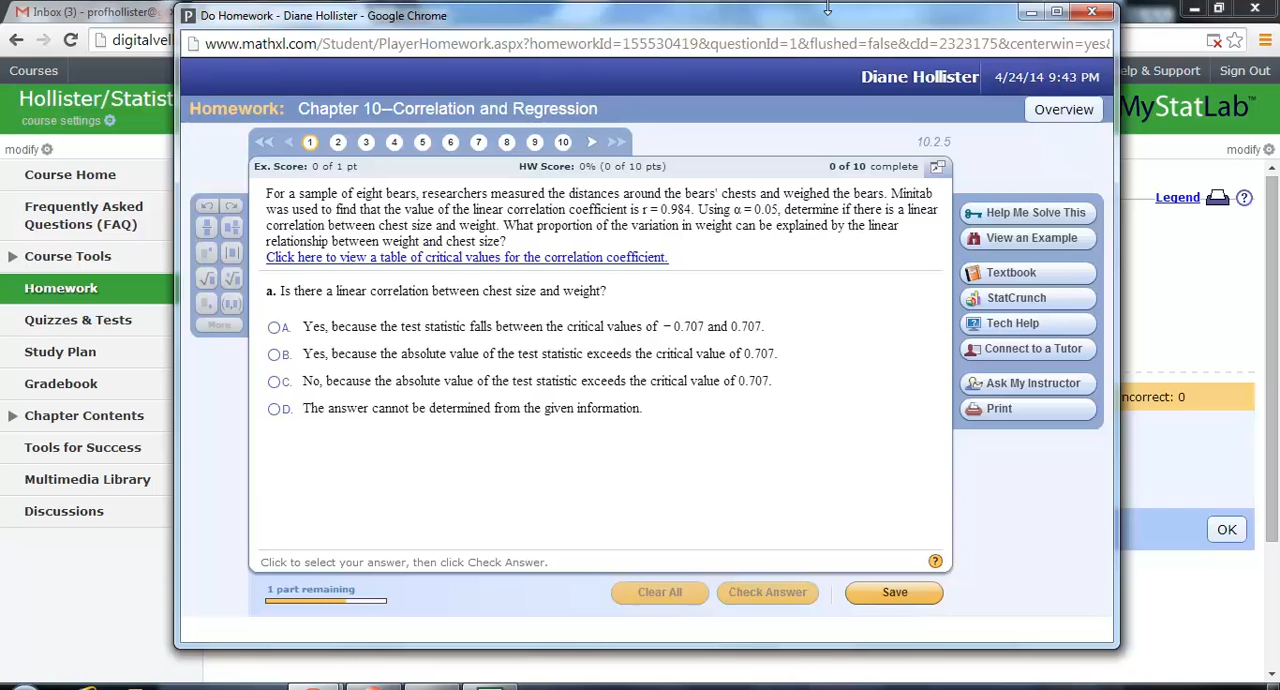 Inbox (3) - profhollister@
Do Homework - Diane Hollister - Google Chrome
digitalvell
www.mathxl.com/Student/PlayerHomework.aspx?homeworkId=155530419&questionId=1&flushed=false&cId=2323175&centerwin=yes&
Courses
elp & Support
Sign Out
Diane Hollister
4/24/14 9:43 PM
Hollister/Statist
course settings
MyStatLab™
Homework: Chapter 10--Correlation and Regression
Overview
modify
modify
1 2 3 4 5 6 7 8 9 10
10.2.5
Ex. Score: 0 of 1 pt
HW Score: 0% (0 of 10 pts)
0 of 10 complete
Course Home
Frequently Asked
Questions (FAQ)
Course Tools
Homework
Quizzes & Tests
Study Plan
Gradebook
Chapter Contents
Tools for Success
Multimedia Library
Discussions
More
For a sample of eight bears, researchers measured the distances around the bears' chests and weighed the bears. Minitab
was used to find that the value of the linear correlation coefficient is r = 0.984. Using α = 0.05, determine if there is a linear
correlation between chest size and weight. What proportion of the variation in weight can be explained by the linear
relationship between weight and chest size?
Click here to view a table of critical values for the correlation coefficient.
a. Is there a linear correlation between chest size and weight?
A. Yes, because the test statistic falls between the critical values of −0.707 and 0.707.
B. Yes, because the absolute value of the test statistic exceeds the critical value of 0.707.
C. No, because the absolute value of the test statistic exceeds the critical value of 0.707.
D. The answer cannot be determined from the given information.
Click to select your answer, then click Check Answer.
?
1 part remaining
Clear All
Check Answer
Save
Help Me Solve This
View an Example
Textbook
StatCrunch
Tech Help
Connect to a Tutor
Ask My Instructor
Print
Legend
?
ncorrect: 0
OK